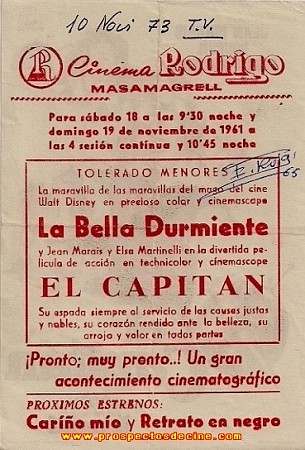 10 Novi 73 T.V.
R Cinema Rodrigo
MASAMAGRELL
Para sábado 18 a las 9'30 noche y
domingo 19 de noviembre de 1961 a
las 4 sesión continua y 10'45 noche
TOLERADO MENORES
La maravilla de las maravillas del mago del cine
Walt Disney en precioso color y cinemascope
65
La Bella Durmiente
y Jean Marais y Elsa Martinelli en la divertida pe-
lícula de acción en technicolor y cinemascope
EL CAPITAN
Su espada siempre al servicio de las causas justas
y nobles, su corazón rendido ante la belleza, su
arrojo y valor en todas partes
¡Pronto; muy pronto..! Un gran
acontecimiento cinematográfico
PROXIMOS ESTRENOS:
Cariño mío y Retrato en negro
www.prospectosdecine.com